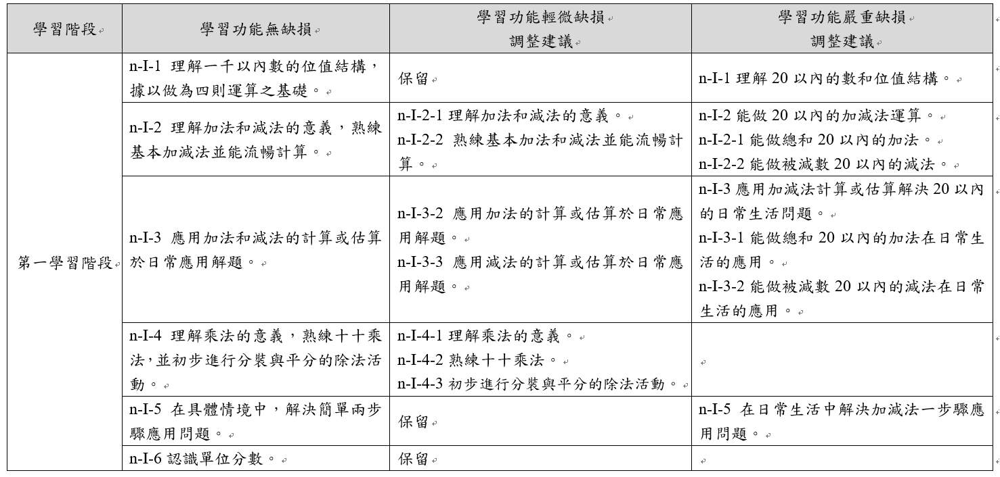 學習階段
學習功能無缺損
學習功能輕微缺損
調整建議
學習功能嚴重缺損
調整建議
第一學習階段
n-I-1 理解一千以內數的位值結構，
據以做為四則運算之基礎。
保留
n-I-1 理解 20 以內的數和位值結構。
n-I-2 理解加法和減法的意義，熟練
基本加減法並能流暢計算。
n-I-2-1 理解加法和減法的意義。
n-I-2-2 熟練基本加法和減法並能流暢計
算。
n-I-2 能做 20 以內的加減法運算。
n-I-2-1 能做總和 20 以內的加法。
n-I-2-2 能做被減數 20 以內的減法。
n-I-3 應用加法和減法的計算或估算
於日常應用解題。
n-I-3-2 應用加法的計算或估算於日常應
用解題。
n-I-3-3 應用減法的計算或估算於日常應
用解題。
n-I-3 應用加減法計算或估算解決 20 以內
的日常生活問題。
n-I-3-1 能做總和 20 以內的加法在日常生
活的應用。
n-I-3-2 能做被減數 20 以內的減法在日常
生活的應用。
n-I-4 理解乘法的意義，熟練十十乘
法，並初步進行分裝與平分的除法活
動。
n-I-4-1 理解乘法的意義。
n-I-4-2 熟練十十乘法。
n-I-4-3 初步進行分裝與平分的除法活動。
n-I-5 在具體情境中，解決簡單兩步
驟應用問題。
保留
n-I-5 在日常生活中解決加減法一步驟應
用問題。
n-I-6 認識單位分數。
保留